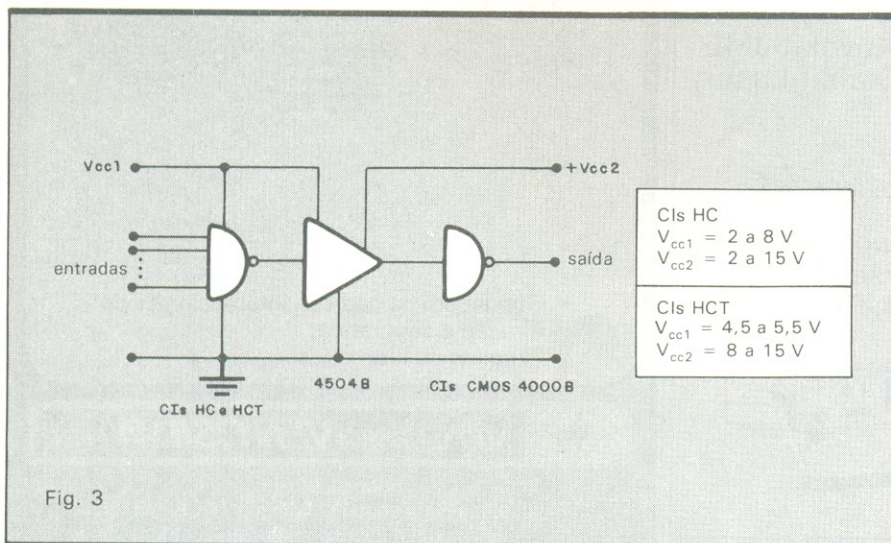 Vcc1
+Vcc2
entradas
saída
4504B
CIs CMOS 4000B
CIs HC e HCT
CIs HC
Vcc1 = 2 a 8 V
Vcc2 = 2 a 15 V
CIs HCT
Vcc1 = 4,5 a 5,5 V
Vcc2 = 8 a 15 V
Fig. 3